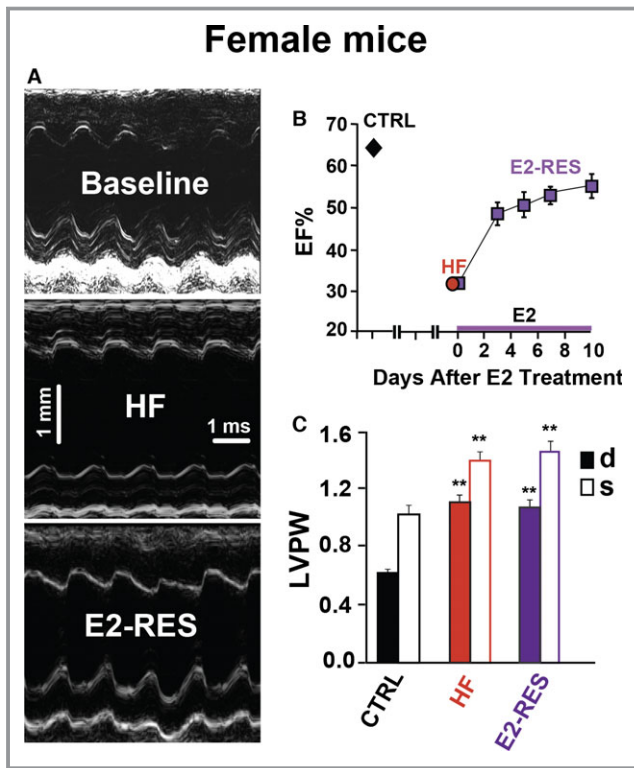 Female mice
A
Baseline
HF
1 mm
1 ms
E2-RES
B
70
CTRL
60
E2-RES
50
EF%
40
HF
30
E2
20
0 2 4 6 8 10
Days After E2 Treatment
C
1.6
** **
d
s
1.2
** **
0.8
LVPW
0.4
0.0
CTRL
HF
E2-RES